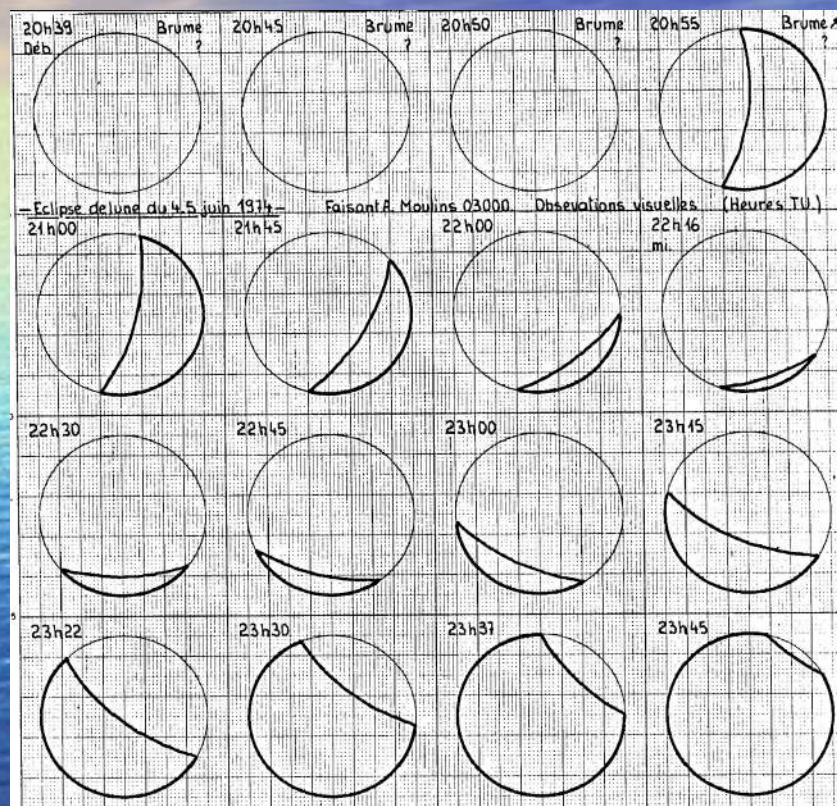 20h39 Brume 20h45 Brume 20h50 Brume 20h55 Brume
Déb. ? ? ? ?
-Eclipse de lune du 4.5 juin 1974- Faisant A. Moulins 03000 Obsevations visuelles (Heures T.U.)
21h00 21h45 22h00 22h16
mi.
22h30 22h45 23h00 23h15
23h22 23h30 23h37 23h45